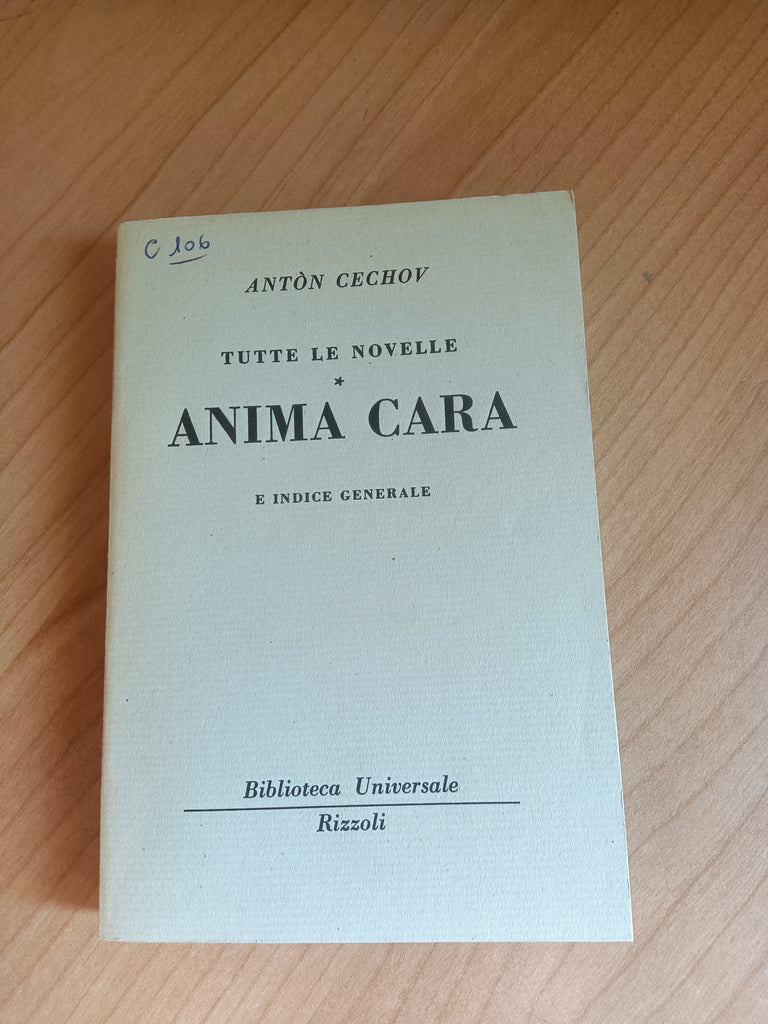 C 106
ANTÒN CECHOV
TUTTE LE NOVELLE
★
ANIMA CARA
E INDICE GENERALE
Biblioteca Universale
Rizzoli